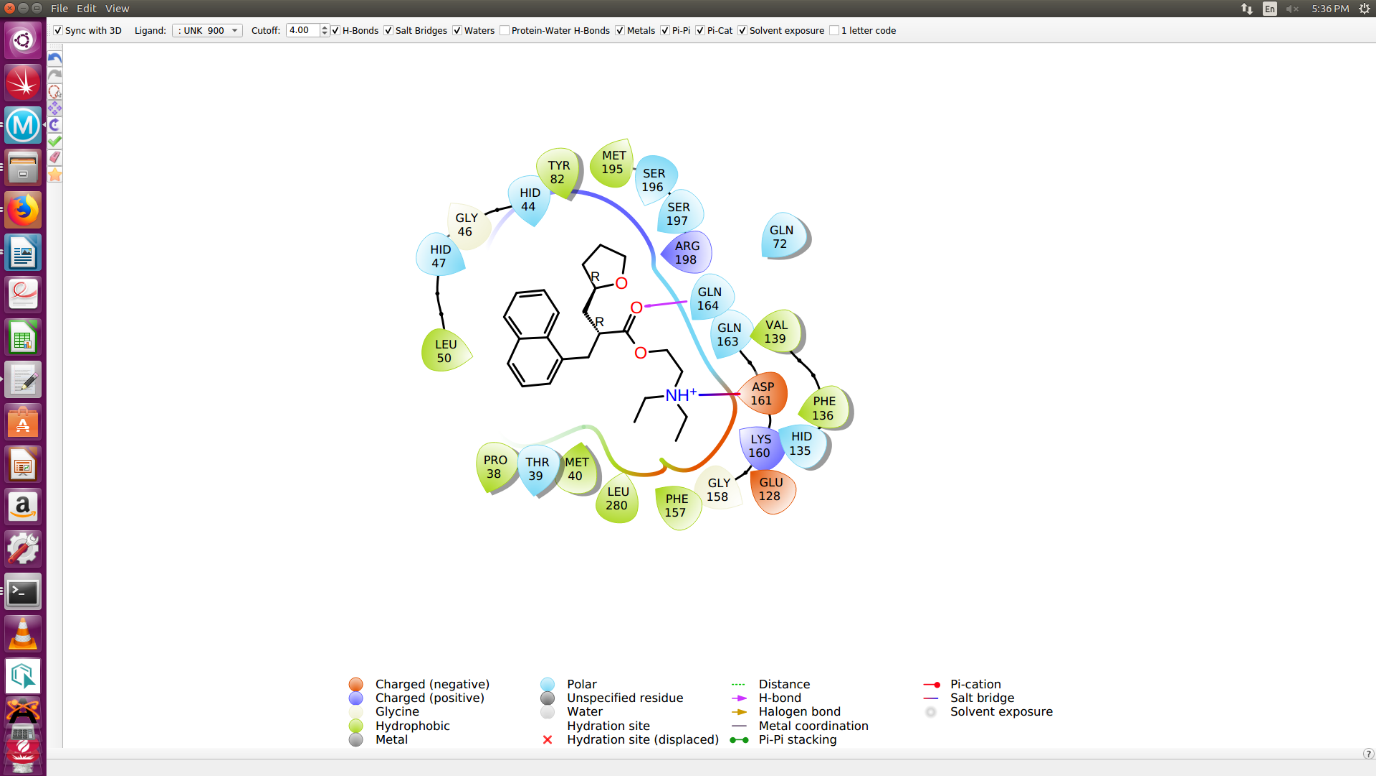 File Edit View
En
5:36 PM
Sync with 3D Ligand: : UNK 900 Cutoff: 4.00 H-Bonds Salt Bridges Waters Protein-Water H-Bonds Metals Pi-Pi Pi-Cat Solvent exposure 1 letter code
TYR
82
MET
195
SER
196
HID
44
SER
197
GLY
46
GLN
72
HID
47
ARG
198
R
O
GLN
164
O
R
GLN
163
VAL
139
LEU
50
O
ASP
161
NH+
PHE
136
LYS
160
HID
135
PRO
38
THR
39
MET
40
GLY
158
GLU
128
LEU
280
PHE
157
Charged (negative) Polar Distance Pi-cation
Charged (positive) Unspecified residue H-bond Salt bridge
Glycine Water Halogen bond Solvent exposure
Hydrophobic Hydration site Metal coordination
Metal Hydration site (displaced) Pi-Pi stacking
?